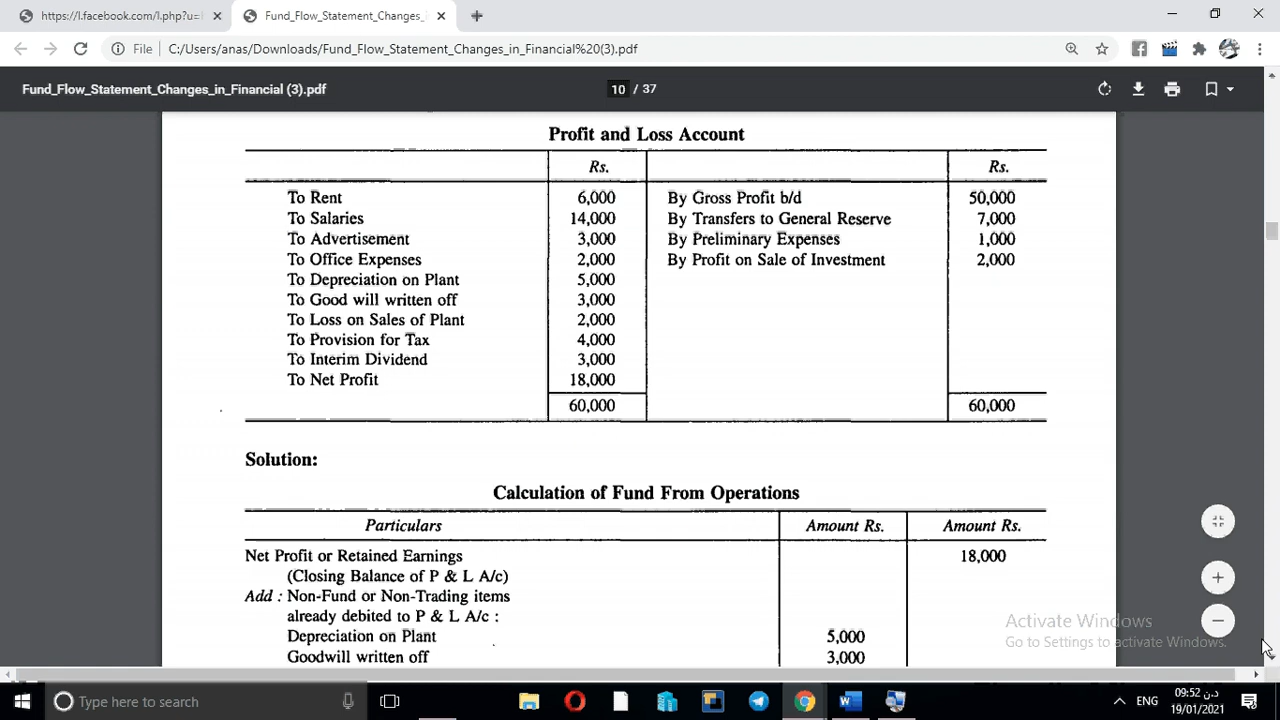 https://l.facebook.com/l.php?u=
Fund_Flow_Statement_Changes_
File
C:/Users/anas/Downloads/Fund_Flow_Statement_Changes_in_Financial%20(3).pdf
Fund_Flow_Statement_Changes_in_Financial (3).pdf
10 / 37
Profit and Loss Account
Rs. Rs.
To Rent 6,000 By Gross Profit b/d 50,000
To Salaries 14,000 By Transfers to General Reserve 7,000
To Advertisement 3,000 By Preliminary Expenses 1,000
To Office Expenses 2,000 By Profit on Sale of Investment 2,000
To Depreciation on Plant 5,000
To Good will written off 3,000
To Loss on Sales of Plant 2,000
To Provision for Tax 4,000
To Interim Dividend 3,000
To Net Profit 18,000
60,000 60,000
Solution:
Calculation of Fund From Operations
Particulars Amount Rs. Amount Rs.
Net Profit or Retained Earnings 18,000
(Closing Balance of P & L A/c)
Add : Non-Fund or Non-Trading items
already debited to P & L A/c :
Depreciation on Plant 5,000
Goodwill written off 3,000
Activate Windows
Go to Settings to activate Windows.
Type here to search
ENG
09:52 د.ن
19/01/2021